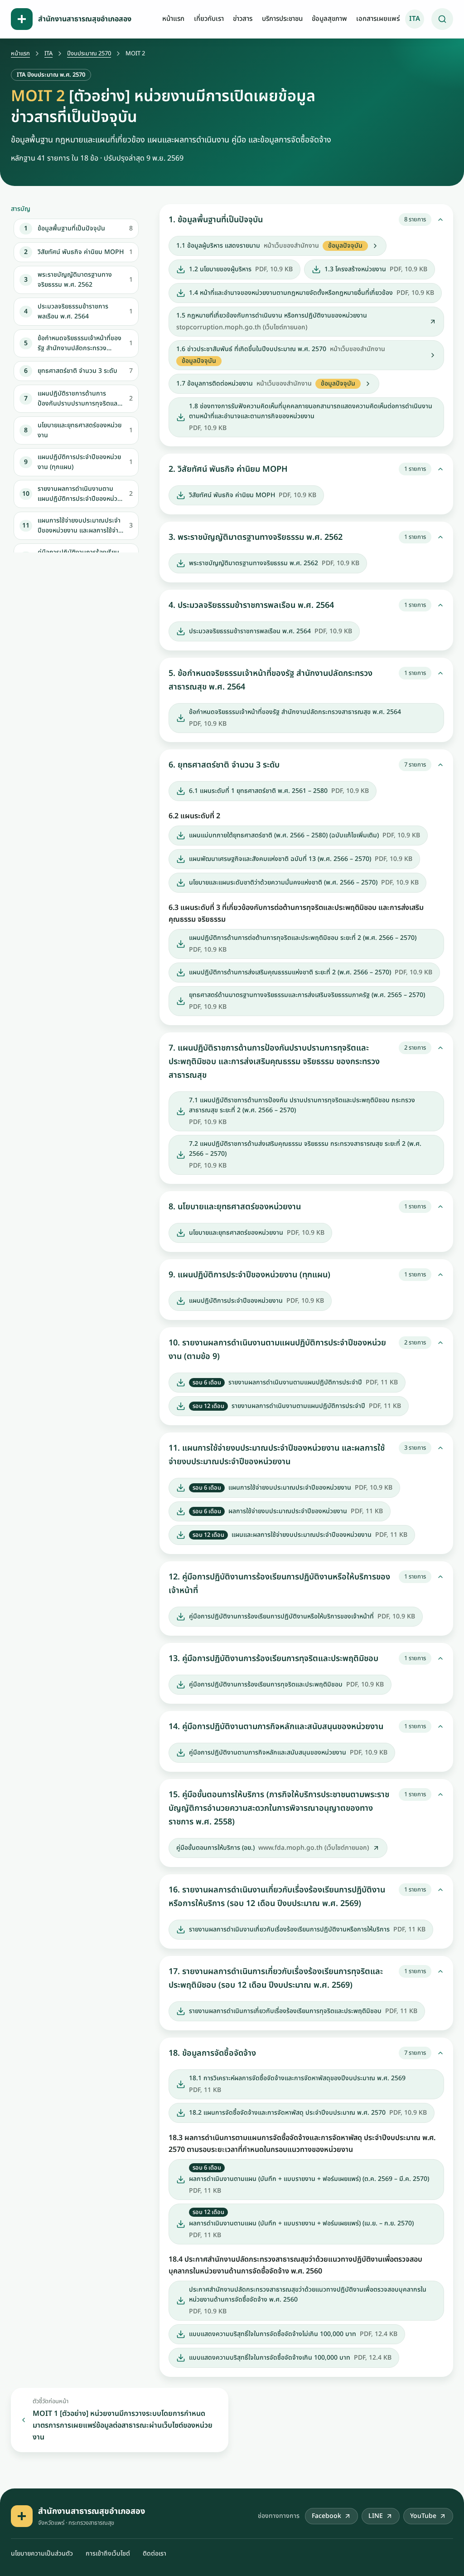 สำนักงานสาธารณสุขอำเภอสอง
หน้าแรก เกี่ยวกับเรา ข่าวสาร บริการประชาชน ข้อมูลสุขภาพ เอกสารเผยแพร่ ITA
หน้าแรก > ITA > ปีงบประมาณ 2570 > MOIT 2
ITA ปีงบประมาณ พ.ศ. 2570
MOIT 2 [ตัวอย่าง] หน่วยงานมีการเปิดเผยข้อมูล
ข่าวสารที่เป็นปัจจุบัน
ข้อมูลพื้นฐาน กฎหมายและแผนที่เกี่ยวข้อง แผนและผลการดำเนินงาน คู่มือ และข้อมูลการจัดซื้อจัดจ้าง
หลักฐาน 41 รายการ ใน 18 ข้อ · ปรับปรุงล่าสุด 9 พ.ย. 2569
สารบัญ
1 ข้อมูลพื้นฐานที่เป็นปัจจุบัน 8
2 วิสัยทัศน์ พันธกิจ ค่านิยม MOPH 1
3 พระราชบัญญัติมาตรฐานทาง
จริยธรรม พ.ศ. 2562 1
4 ประมวลจริยธรรมข้าราชการ
พลเรือน พ.ศ. 2564 1
5 ข้อกำหนดจริยธรรมเจ้าหน้าที่ของ
รัฐ สำนักงานปลัดกระทรวง... 1
6 ยุทธศาสตร์ชาติ จำนวน 3 ระดับ 7
7 แผนปฏิบัติราชการด้านการ
ป้องกันปราบปรามการทุจริตแล... 2
8 นโยบายและยุทธศาสตร์ของหน่วย
งาน 1
9 แผนปฏิบัติการประจำปีของหน่วย
งาน (ทุกแผน) 1
10 รายงานผลการดำเนินงานตาม
แผนปฏิบัติการประจำปีของหน่ว... 2
11 แผนการใช้จ่ายงบประมาณประจำ
ปีของหน่วยงาน และผลการใช้จ่า... 3
1. ข้อมูลพื้นฐานที่เป็นปัจจุบัน 8 รายการ
1.1 ข้อมูลผู้บริหาร แสดงรายนาม หน้าเว็บของสำนักงาน ข้อมูลปัจจุบัน
1.2 นโยบายของผู้บริหาร PDF, 10.9 KB
1.3 โครงสร้างหน่วยงาน PDF, 10.9 KB
1.4 หน้าที่และอำนาจของหน่วยงานตามกฎหมายจัดตั้งหรือกฎหมายอื่นที่เกี่ยวข้อง PDF, 10.9 KB
1.5 กฎหมายที่เกี่ยวข้องกับการดำเนินงาน หรือการปฏิบัติงานของหน่วยงาน
stopcorruption.moph.go.th (เว็บไซต์ภายนอก)
1.6 ข่าวประชาสัมพันธ์ ที่เกิดขึ้นในปีงบประมาณ พ.ศ. 2570 หน้าเว็บของสำนักงาน
ข้อมูลปัจจุบัน
1.7 ข้อมูลการติดต่อหน่วยงาน หน้าเว็บของสำนักงาน ข้อมูลปัจจุบัน
1.8 ช่องทางการรับฟังความคิดเห็นที่บุคคลภายนอกสามารถแสดงความคิดเห็นต่อการดำเนินงาน
ตามหน้าที่และอำนาจและตามภารกิจของหน่วยงาน
PDF, 10.9 KB
2. วิสัยทัศน์ พันธกิจ ค่านิยม MOPH 1 รายการ
วิสัยทัศน์ พันธกิจ ค่านิยม MOPH PDF, 10.9 KB
3. พระราชบัญญัติมาตรฐานทางจริยธรรม พ.ศ. 2562 1 รายการ
พระราชบัญญัติมาตรฐานทางจริยธรรม พ.ศ. 2562 PDF, 10.9 KB
4. ประมวลจริยธรรมข้าราชการพลเรือน พ.ศ. 2564 1 รายการ
ประมวลจริยธรรมข้าราชการพลเรือน พ.ศ. 2564 PDF, 10.9 KB
5. ข้อกำหนดจริยธรรมเจ้าหน้าที่ของรัฐ สำนักงานปลัดกระทรวง
สาธารณสุข พ.ศ. 2564 1 รายการ
ข้อกำหนดจริยธรรมเจ้าหน้าที่ของรัฐ สำนักงานปลัดกระทรวงสาธารณสุข พ.ศ. 2564
PDF, 10.9 KB
6. ยุทธศาสตร์ชาติ จำนวน 3 ระดับ 7 รายการ
6.1 แผนระดับที่ 1 ยุทธศาสตร์ชาติ พ.ศ. 2561 – 2580 PDF, 10.9 KB
6.2 แผนระดับที่ 2
แผนแม่บทภายใต้ยุทธศาสตร์ชาติ (พ.ศ. 2566 – 2580) (ฉบับแก้ไขเพิ่มเติม) PDF, 10.9 KB
แผนพัฒนาเศรษฐกิจและสังคมแห่งชาติ ฉบับที่ 13 (พ.ศ. 2566 – 2570) PDF, 10.9 KB
นโยบายและแผนระดับชาติว่าด้วยความมั่นคงแห่งชาติ (พ.ศ. 2566 – 2570) PDF, 10.9 KB
6.3 แผนระดับที่ 3 ที่เกี่ยวข้องกับการต่อต้านการทุจริตและประพฤติมิชอบ และการส่งเสริม
คุณธรรม จริยธรรม
แผนปฏิบัติการด้านการต่อต้านการทุจริตและประพฤติมิชอบ ระยะที่ 2 (พ.ศ. 2566 – 2570)
PDF, 10.9 KB
แผนปฏิบัติการด้านการส่งเสริมคุณธรรมแห่งชาติ ระยะที่ 2 (พ.ศ. 2566 – 2570) PDF, 10.9 KB
ยุทธศาสตร์ด้านมาตรฐานทางจริยธรรมและการส่งเสริมจริยธรรมภาครัฐ (พ.ศ. 2565 – 2570)
PDF, 10.9 KB
7. แผนปฏิบัติราชการด้านการป้องกันปราบปรามการทุจริตและ
ประพฤติมิชอบ และการส่งเสริมคุณธรรม จริยธรรม ของกระทรวง
สาธารณสุข 2 รายการ
7.1 แผนปฏิบัติราชการด้านการป้องกัน ปราบปรามการทุจริตและประพฤติมิชอบ กระทรวง
สาธารณสุข ระยะที่ 2 (พ.ศ. 2566 – 2570)
PDF, 10.9 KB
7.2 แผนปฏิบัติราชการด้านส่งเสริมคุณธรรม จริยธรรม กระทรวงสาธารณสุข ระยะที่ 2 (พ.ศ.
2566 – 2570)
PDF, 10.9 KB
8. นโยบายและยุทธศาสตร์ของหน่วยงาน 1 รายการ
นโยบายและยุทธศาสตร์ของหน่วยงาน PDF, 10.9 KB
9. แผนปฏิบัติการประจำปีของหน่วยงาน (ทุกแผน) 1 รายการ
แผนปฏิบัติการประจำปีของหน่วยงาน PDF, 10.9 KB
10. รายงานผลการดำเนินงานตามแผนปฏิบัติการประจำปีของหน่วย
งาน (ตามข้อ 9) 2 รายการ
รอบ 6 เดือน รายงานผลการดำเนินงานตามแผนปฏิบัติการประจำปี PDF, 11 KB
รอบ 12 เดือน รายงานผลการดำเนินงานตามแผนปฏิบัติการประจำปี PDF, 11 KB
11. แผนการใช้จ่ายงบประมาณประจำปีของหน่วยงาน และผลการใช้
จ่ายงบประมาณประจำปีของหน่วยงาน 3 รายการ
รอบ 6 เดือน แผนการใช้จ่ายงบประมาณประจำปีของหน่วยงาน PDF, 10.9 KB
รอบ 6 เดือน ผลการใช้จ่ายงบประมาณประจำปีของหน่วยงาน PDF, 11 KB
รอบ 12 เดือน แผนและผลการใช้จ่ายงบประมาณประจำปีของหน่วยงาน PDF, 11 KB
12. คู่มือการปฏิบัติงานการร้องเรียนการปฏิบัติงานหรือให้บริการของ
เจ้าหน้าที่ 1 รายการ
คู่มือการปฏิบัติงานการร้องเรียนการปฏิบัติงานหรือให้บริการของเจ้าหน้าที่ PDF, 10.9 KB
13. คู่มือการปฏิบัติงานการร้องเรียนการทุจริตและประพฤติมิชอบ 1 รายการ
คู่มือการปฏิบัติงานการร้องเรียนการทุจริตและประพฤติมิชอบ PDF, 10.9 KB
14. คู่มือการปฏิบัติงานตามภารกิจหลักและสนับสนุนของหน่วยงาน 1 รายการ
คู่มือการปฏิบัติงานตามภารกิจหลักและสนับสนุนของหน่วยงาน PDF, 10.9 KB
15. คู่มือขั้นตอนการให้บริการ (ภารกิจให้บริการประชาชนตามพระราช
บัญญัติการอำนวยความสะดวกในการพิจารณาอนุญาตของทาง
ราชการ พ.ศ. 2558) 1 รายการ
คู่มือขั้นตอนการให้บริการ (อย.) www.fda.moph.go.th (เว็บไซต์ภายนอก)
16. รายงานผลการดำเนินงานเกี่ยวกับเรื่องร้องเรียนการปฏิบัติงาน
หรือการให้บริการ (รอบ 12 เดือน ปีงบประมาณ พ.ศ. 2569) 1 รายการ
รายงานผลการดำเนินงานเกี่ยวกับเรื่องร้องเรียนการปฏิบัติงานหรือการให้บริการ PDF, 11 KB
17. รายงานผลการดำเนินการเกี่ยวกับเรื่องร้องเรียนการทุจริตและ
ประพฤติมิชอบ (รอบ 12 เดือน ปีงบประมาณ พ.ศ. 2569) 1 รายการ
รายงานผลการดำเนินการเกี่ยวกับเรื่องร้องเรียนการทุจริตและประพฤติมิชอบ PDF, 11 KB
18. ข้อมูลการจัดซื้อจัดจ้าง 7 รายการ
18.1 การวิเคราะห์ผลการจัดซื้อจัดจ้างและการจัดหาพัสดุของปีงบประมาณ พ.ศ. 2569
PDF, 11 KB
18.2 แผนการจัดซื้อจัดจ้างและการจัดหาพัสดุ ประจำปีงบประมาณ พ.ศ. 2570 PDF, 10.9 KB
18.3 ผลการดำเนินการตามแผนการจัดซื้อจัดจ้างและการจัดหาพัสดุ ประจำปีงบประมาณ พ.ศ.
2570 ตามรอบระยะเวลาที่กำหนดในกรอบแนวทางของหน่วยงาน
รอบ 6 เดือน
ผลการดำเนินงานตามแผน (บันทึก + แบบรายงาน + ฟอร์มเผยแพร่) (ต.ค. 2569 – มี.ค. 2570)
PDF, 11 KB
รอบ 12 เดือน
ผลการดำเนินงานตามแผน (บันทึก + แบบรายงาน + ฟอร์มเผยแพร่) (เม.ย. – ก.ย. 2570)
PDF, 11 KB
18.4 ประกาศสำนักงานปลัดกระทรวงสาธารณสุขว่าด้วยแนวทางปฏิบัติงานเพื่อตรวจสอบ
บุคลากรในหน่วยงานด้านการจัดซื้อจัดจ้าง พ.ศ. 2560
ประกาศสำนักงานปลัดกระทรวงสาธารณสุขว่าด้วยแนวทางปฏิบัติงานเพื่อตรวจสอบบุคลากรใน
หน่วยงานด้านการจัดซื้อจัดจ้าง พ.ศ. 2560
PDF, 10.9 KB
แบบแสดงความบริสุทธิ์ใจในการจัดซื้อจัดจ้างไม่เกิน 100,000 บาท PDF, 12.4 KB
แบบแสดงความบริสุทธิ์ใจในการจัดซื้อจัดจ้างเกิน 100,000 บาท PDF, 12.4 KB
ตัวชี้วัดก่อนหน้า
MOIT 1 [ตัวอย่าง] หน่วยงานมีการวางระบบโดยการกำหนด
มาตรการการเผยแพร่ข้อมูลต่อสาธารณะผ่านเว็บไซต์ของหน่วย
งาน
สำนักงานสาธารณสุขอำเภอสอง
จังหวัดแพร่ · กระทรวงสาธารณสุข
ช่องทางทางการ Facebook LINE YouTube
นโยบายความเป็นส่วนตัว การเข้าถึงเว็บไซต์ ติดต่อเรา